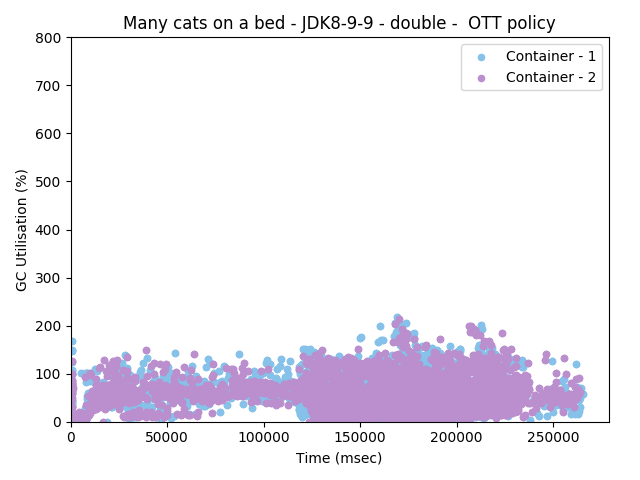 Many cats on a bed - JDK8-9-9 - double -  OTT policy
Container - 1
Container - 2
800
700
600
500
400
300
200
100
0
GC Utilisation (%)
0 50000 100000 150000 200000 250000
Time (msec)